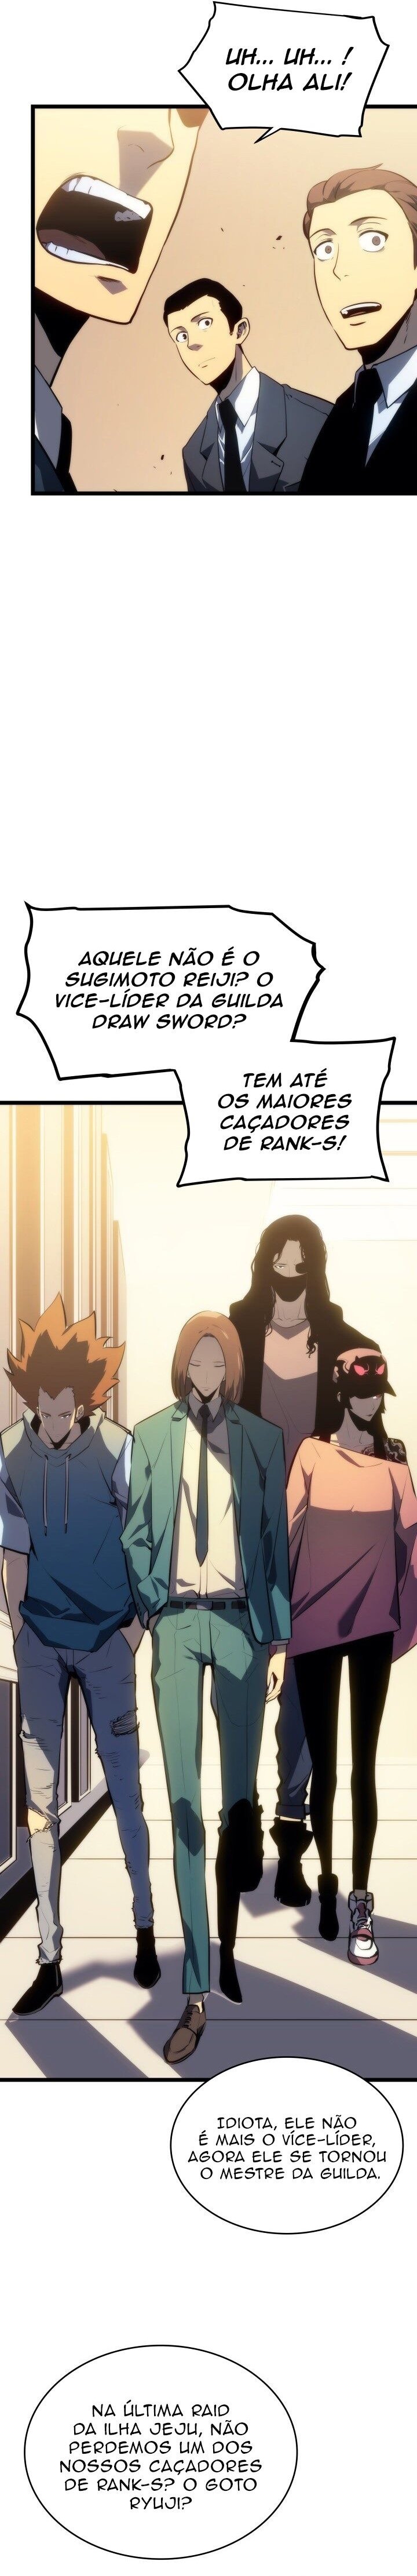 UH... UH... !
OLHA ALI!
AQUELE NÃO É O
SUGIMOTO REIJI? O
VICE-LÍDER DA GUILDA
DRAW SWORD?
TEM ATÉ
OS MAIORES
CAÇADORES
DE RANK-S!
IDIOTA, ELE NÃO
É MAIS O VÍCE-LÍDER,
AGORA ELE SE TORNOU
O MESTRE DA GUILDA.
NA ÚLTIMA RAID
DA ILHA JEJU, NÃO
PERDEMOS UM DOS
NOSSOS CAÇADORES
DE RANK-S? O GOTO
RYUJI?